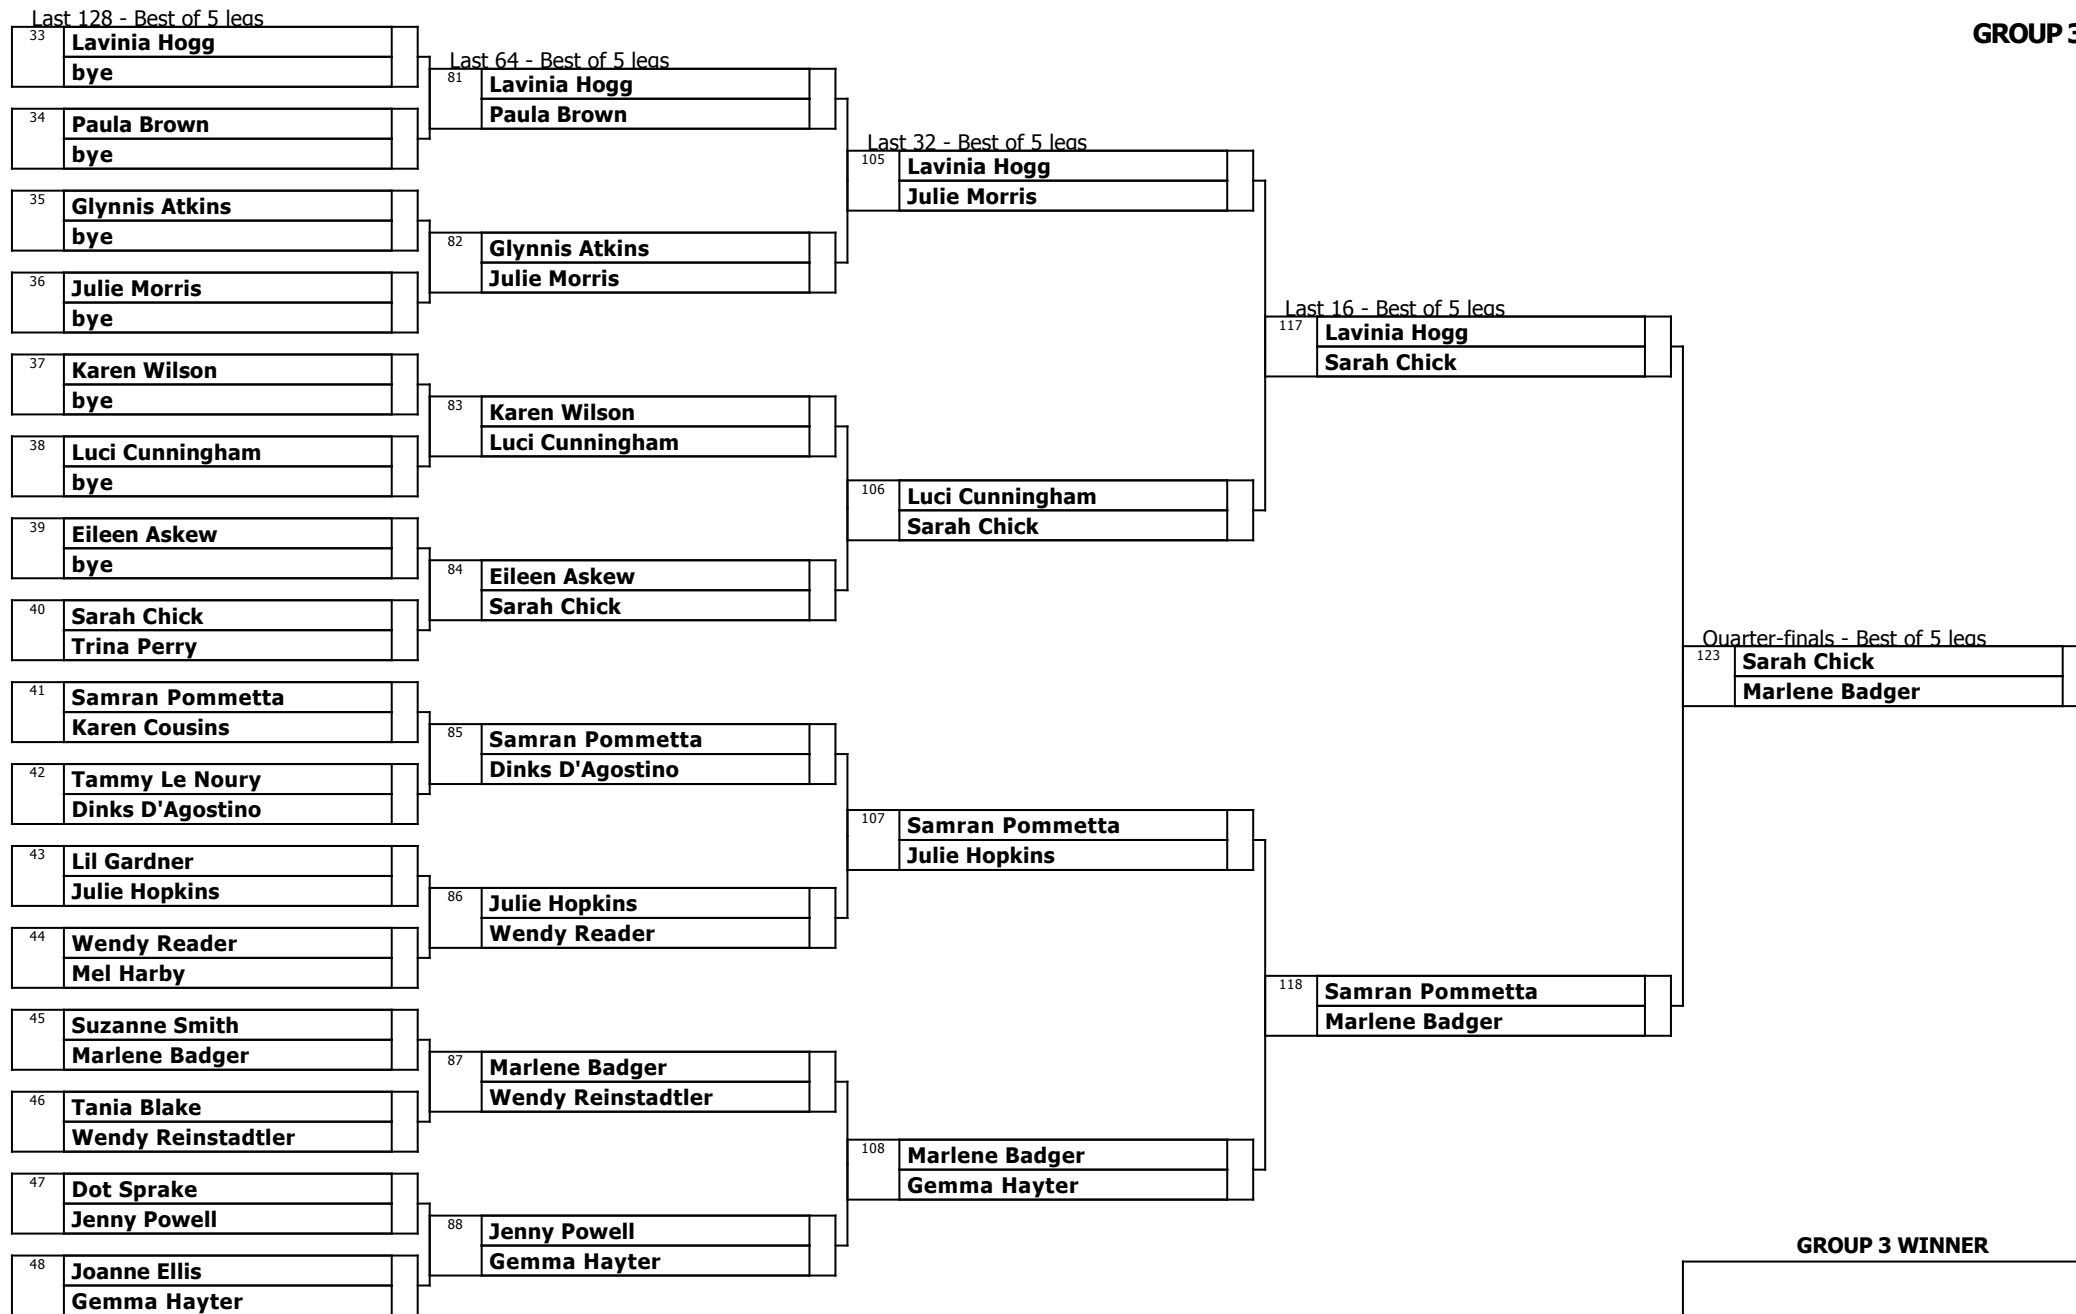 Last 128 - Best of 5 legs
GROUP 3
33
Lavinia Hogg
bye
34
Paula Brown
bye
35
Glynnis Atkins
bye
36
Julie Morris
bye
37
Karen Wilson
bye
38
Luci Cunningham
bye
39
Eileen Askew
bye
40
Sarah Chick
Trina Perry
41
Samran Pommetta
Karen Cousins
42
Tammy Le Noury
Dinks D'Agostino
43
Lil Gardner
Julie Hopkins
44
Wendy Reader
Mel Harby
45
Suzanne Smith
Marlene Badger
46
Tania Blake
Wendy Reinstadtler
47
Dot Sprake
Jenny Powell
48
Joanne Ellis
Gemma Hayter
Last 64 - Best of 5 legs
81
Lavinia Hogg
Paula Brown
82
Glynnis Atkins
Julie Morris
83
Karen Wilson
Luci Cunningham
84
Eileen Askew
Sarah Chick
85
Samran Pommetta
Dinks D'Agostino
86
Julie Hopkins
Wendy Reader
87
Marlene Badger
Wendy Reinstadtler
88
Jenny Powell
Gemma Hayter
Last 32 - Best of 5 legs
105
Lavinia Hogg
Julie Morris
106
Luci Cunningham
Sarah Chick
107
Samran Pommetta
Julie Hopkins
108
Marlene Badger
Gemma Hayter
Last 16 - Best of 5 legs
117
Lavinia Hogg
Sarah Chick
118
Samran Pommetta
Marlene Badger
Quarter-finals - Best of 5 legs
123
Sarah Chick
Marlene Badger
GROUP 3 WINNER